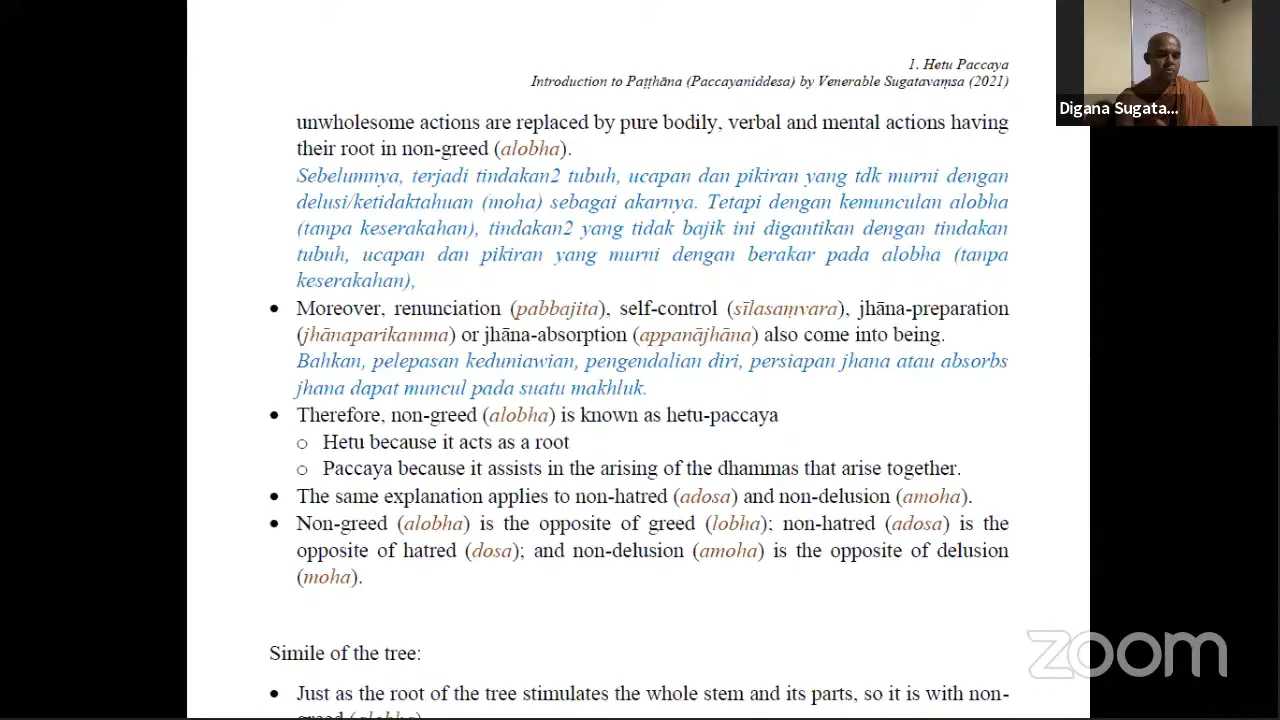 1. Hetu Paccaya
Introduction to Paṭṭhāna (Paccayaniddesa) by Venerable Sugatavaṃsa (2021)
Digana Sugata...
unwholesome actions are replaced by pure bodily, verbal and mental actions having
their root in non-greed (alobha).
Sebelumnya, terjadi tindakan2 tubuh, ucapan dan pikiran yang tdk murni dengan
delusi/ketidaktahuan (moha) sebagai akarnya. Tetapi dengan kemunculan alobha
(tanpa keserakahan), tindakan2 yang tidak bajik ini digantikan dengan tindakan
tubuh, ucapan dan pikiran yang murni dengan berakar pada alobha (tanpa
keserakahan),
• Moreover, renunciation (pabbajita), self-control (sīlasaṃvara), jhāna-preparation
(jhānaparikamma) or jhāna-absorption (appanājhāna) also come into being.
Bahkan, pelepasan keduniawian, pengendalian diri, persiapan jhana atau absorbs
jhana dapat muncul pada suatu makhluk.
• Therefore, non-greed (alobha) is known as hetu-paccaya
o Hetu because it acts as a root
o Paccaya because it assists in the arising of the dhammas that arise together.
• The same explanation applies to non-hatred (adosa) and non-delusion (amoha).
• Non-greed (alobha) is the opposite of greed (lobha); non-hatred (adosa) is the
opposite of hatred (dosa); and non-delusion (amoha) is the opposite of delusion
(moha).
Simile of the tree:
• Just as the root of the tree stimulates the whole stem and its parts, so it is with non-
greed (alobha)
zoom